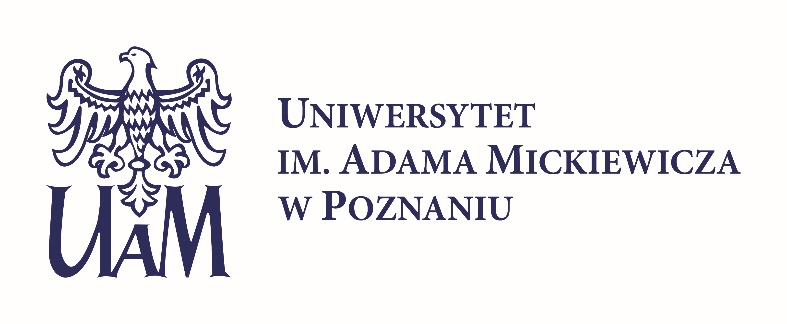 UAM
UNIWERSYTET
IM. ADAMA MICKIEWICZA
W POZNANIU